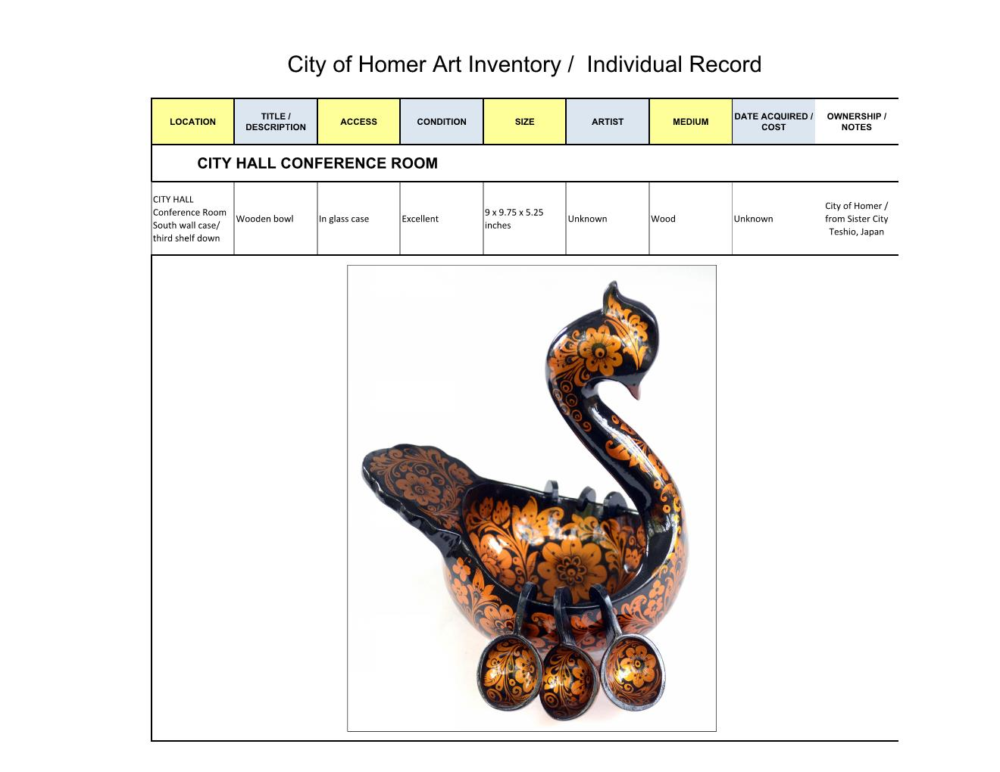 City of Homer Art Inventory /  Individual Record
LOCATION
TITLE /
DESCRIPTION
ACCESS
CONDITION
SIZE
ARTIST
MEDIUM
DATE ACQUIRED /
COST
OWNERSHIP /
NOTES
CITY HALL CONFERENCE ROOM
CITY HALL
Conference Room
South wall case/
third shelf down
Wooden bowl
In glass case
Excellent
9 x 9.75 x 5.25
inches
Unknown
Wood
Unknown
City of Homer /
from Sister City
Teshio, Japan